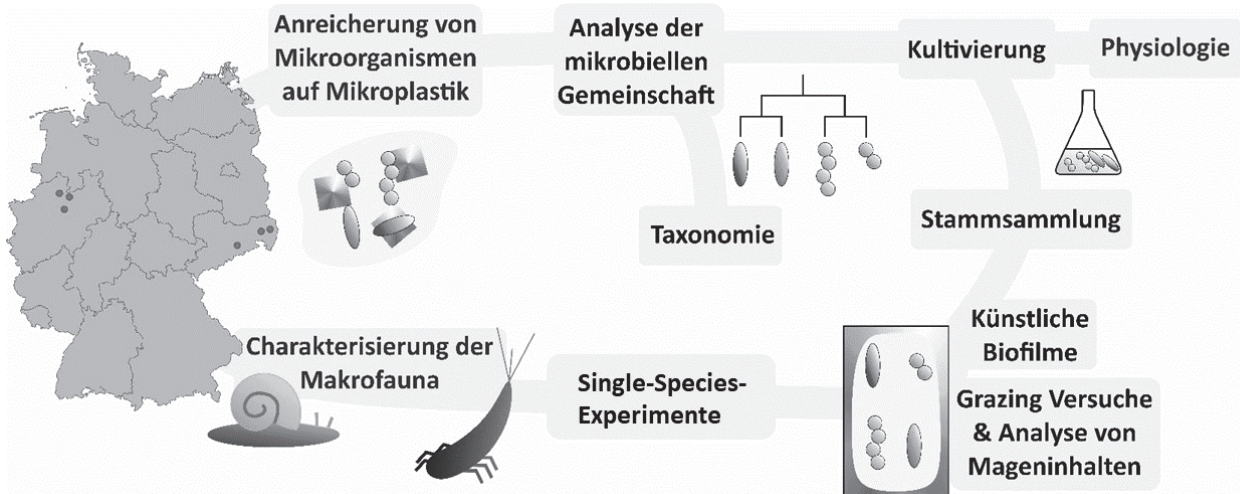 Anreicherung von
Mikroorganismen
auf Mikroplastik
Analyse der
mikrobiellen
Gemeinschaft
Kultivierung
Physiologie
Taxonomie
Stammsammlung
Künstliche
Biofilme
Grazing Versuche
& Analyse von
Mageninhalten
Single-Species-
Experimente
Charakterisierung der
Makrofauna